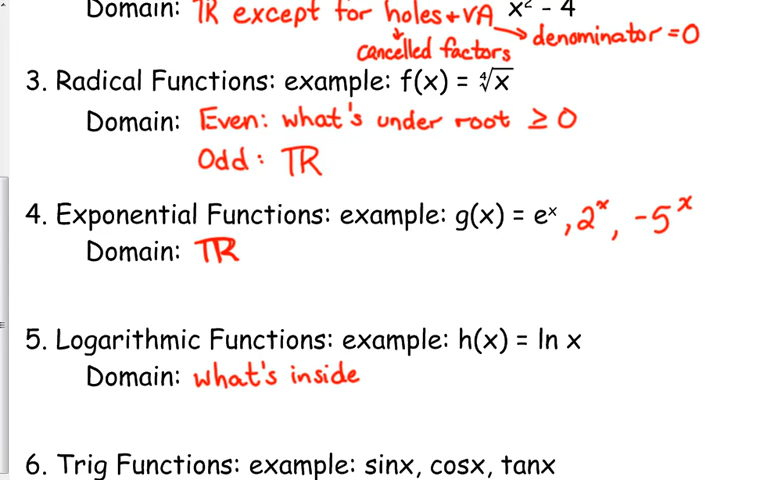 Domain: ℝ except for holes + VA x² - 4
cancelled factors denominator = 0
3. Radical Functions: example: f(x) = ∜x
Domain: Even: what's under root ≥ 0
Odd: ℝ
4. Exponential Functions: example: g(x) = eˣ, 2ˣ, -5ˣ
Domain: ℝ
5. Logarithmic Functions: example: h(x) = ln x
Domain: what's inside
6. Trig Functions: example: sinx, cosx, tanx